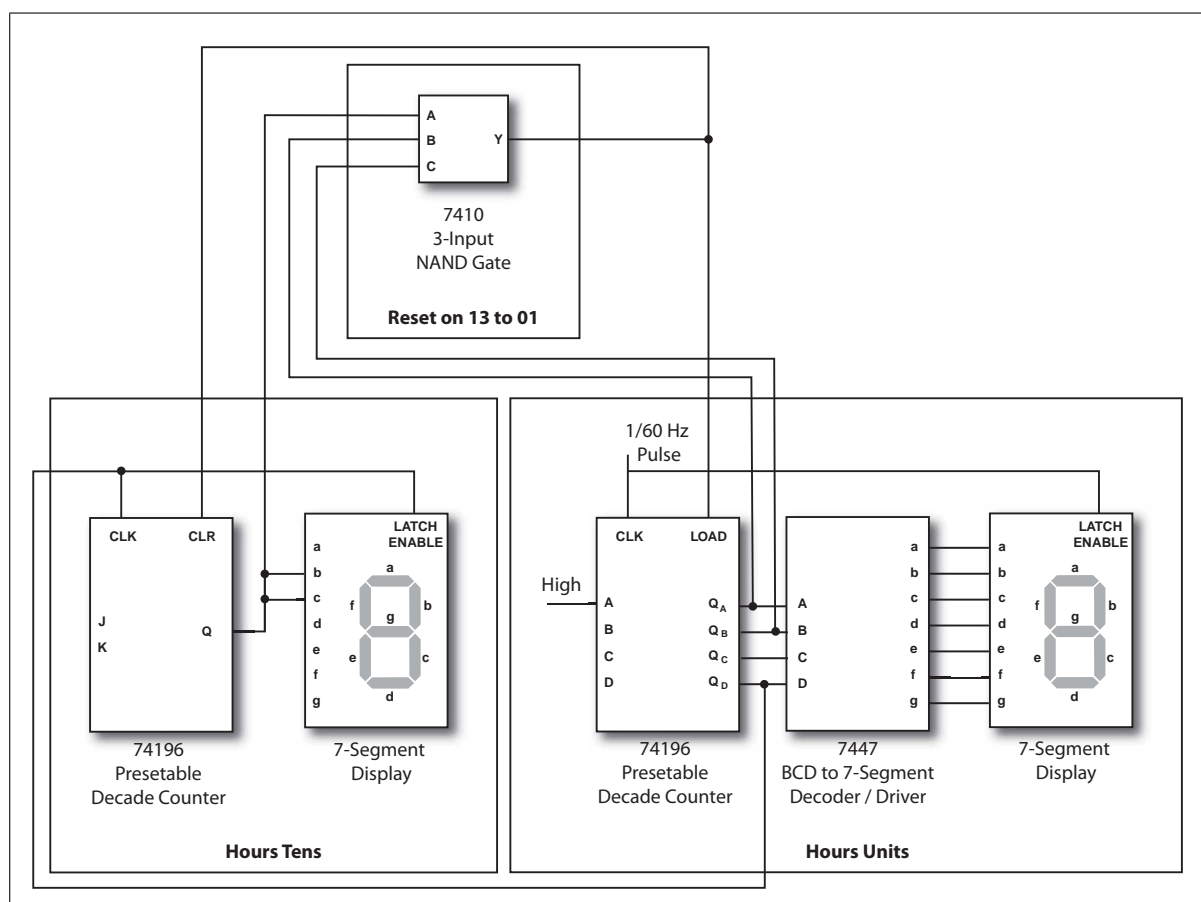 A
B
C
Y
7410
3-Input
NAND Gate
Reset on 13 to 01
CLK
CLR
J
K
Q
74196
Presetable
Decade Counter
LATCH
ENABLE
a
b
c
d
e
f
g
a
b
c
d
e
f
g
7-Segment
Display
Hours Tens
1/60 Hz
Pulse
High
CLK
LOAD
A
B
C
D
QA
QB
QC
QD
74196
Presetable
Decade Counter
A
B
C
D
a
b
c
d
e
f
g
7447
BCD to 7-Segment
Decoder / Driver
LATCH
ENABLE
a
b
c
d
e
f
g
a
b
c
d
e
f
g
7-Segment
Display
Hours Units